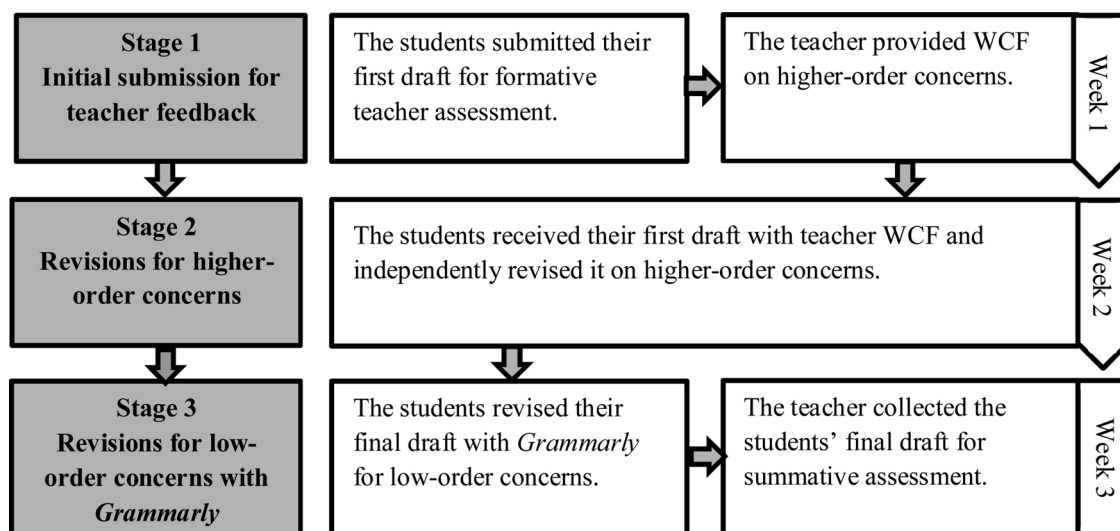 Stage 1
Initial submission for
teacher feedback
The students submitted their
first draft for formative
teacher assessment.
The teacher provided WCF
on higher-order concerns.
Week 1
Stage 2
Revisions for higher-
order concerns
The students received their first draft with teacher WCF and
independently revised it on higher-order concerns.
Week 2
Stage 3
Revisions for low-
order concerns with
Grammarly
The students revised their
final draft with Grammarly
for low-order concerns.
The teacher collected the
students’ final draft for
summative assessment.
Week 3